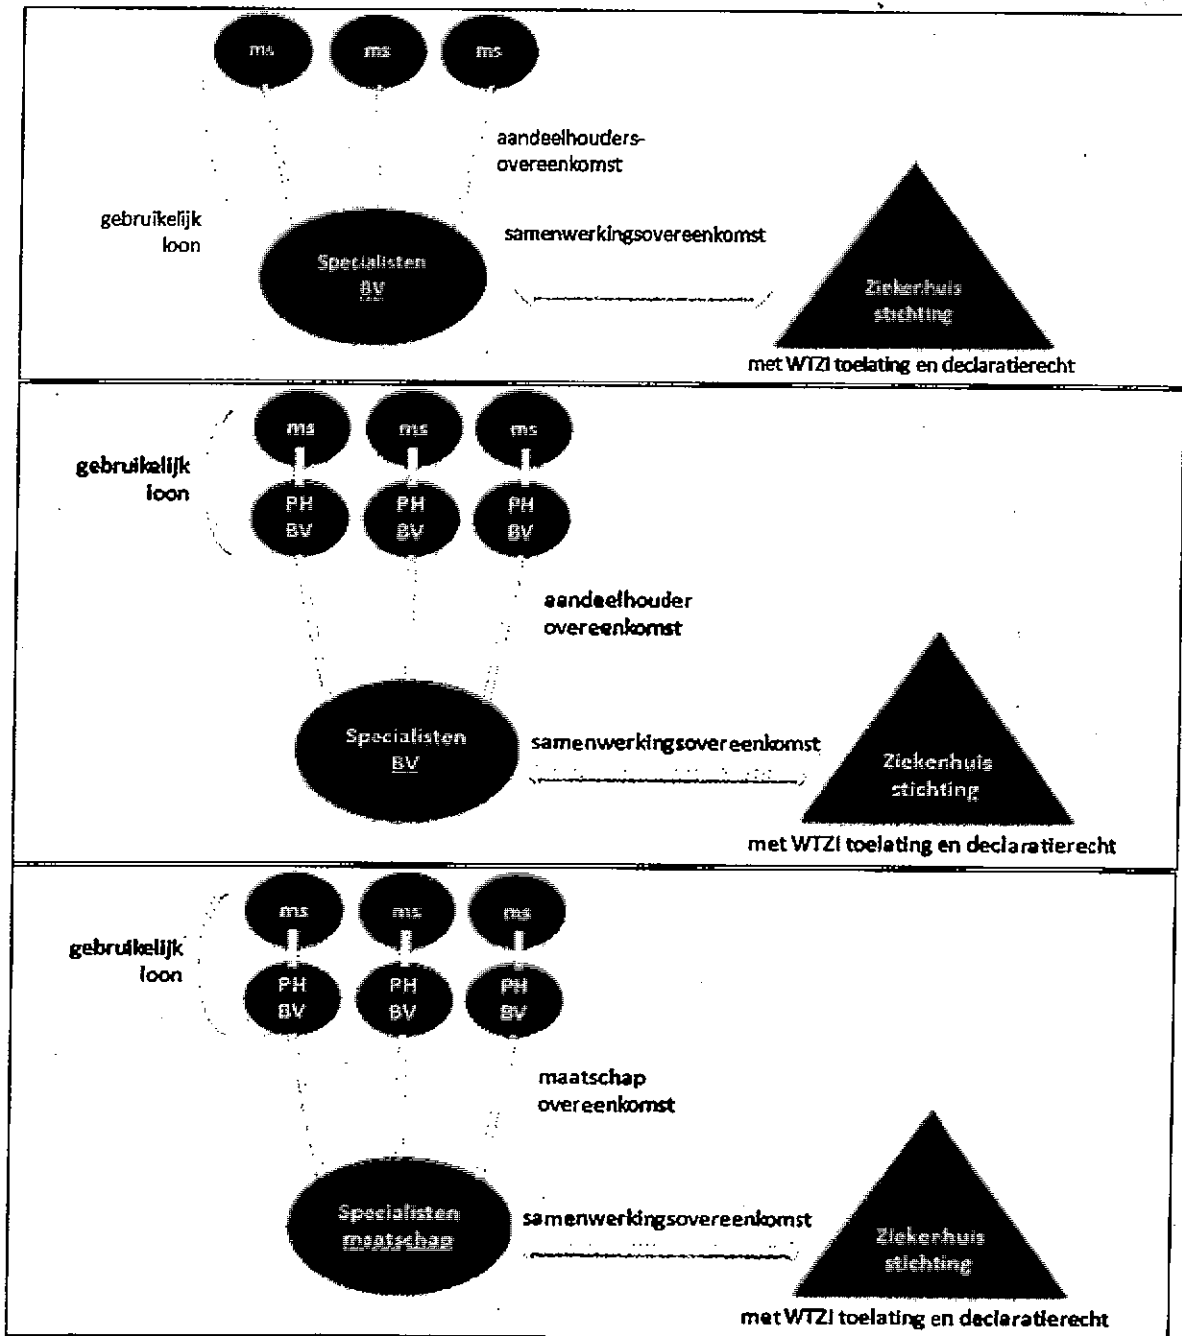 ms ms ms
aandeelhouders-
overeenkomst
gebruikelijk
loon
samenwerkingsovereenkomst
Specialisten
BV
Ziekenhuis
stichting
met WTZI toelating en declaratierecht
ms ms ms
gebruikelijk
loon
PH PH PH
BV BV BV
aandeelhouder
overeenkomst
Specialisten
BV
samenwerkingsovereenkomst
Ziekenhuis
stichting
met WTZI toelating en declaratierecht
ms ms ms
gebruikelijk
loon
PH PH PH
BV BV BV
maatschap
overeenkomst
Specialisten
maatschap
samenwerkingsovereenkomst
Ziekenhuis
stichting
met WTZI toelating en declaratierecht